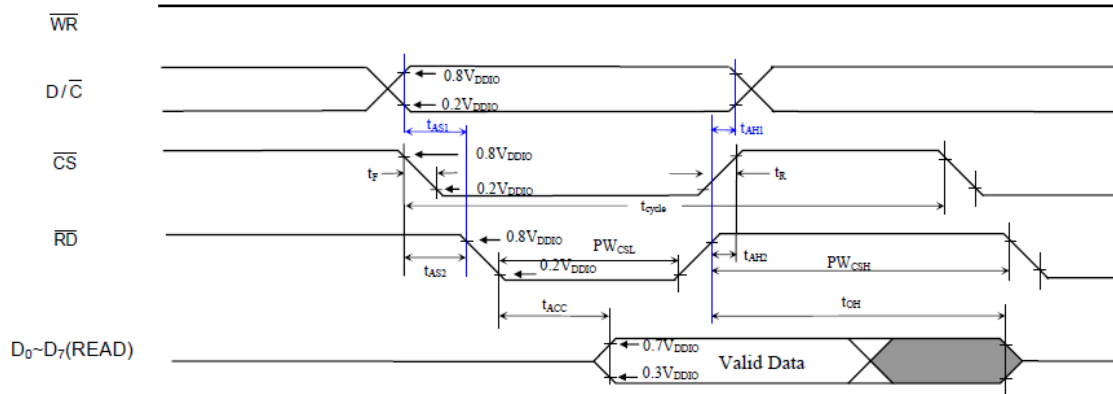 WR
D / C
0.8VDDIO
0.2VDDIO
tAS1
tAH1
CS
0.8VDDIO
tF
0.2VDDIO
tR
tcycle
RD
0.8VDDIO
PWCSL
tAS2
0.2VDDIO
tAH2
PWCSH
tACC
tOH
D0~D7(READ)
0.7VDDIO
Valid Data
0.3VDDIO